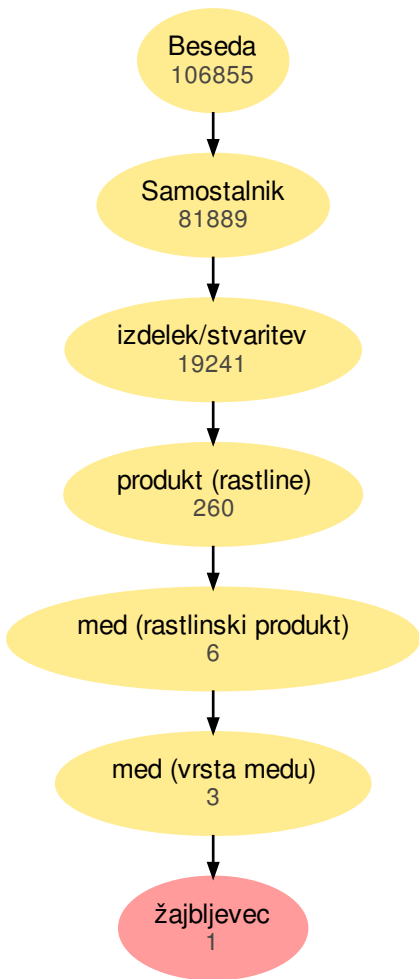 Beseda
106855
Samostalnik
81889
izdelek/stvaritev
19241
produkt (rastline)
260
med (rastlinski produkt)
6
med (vrsta medu)
3
žajbljevec
1